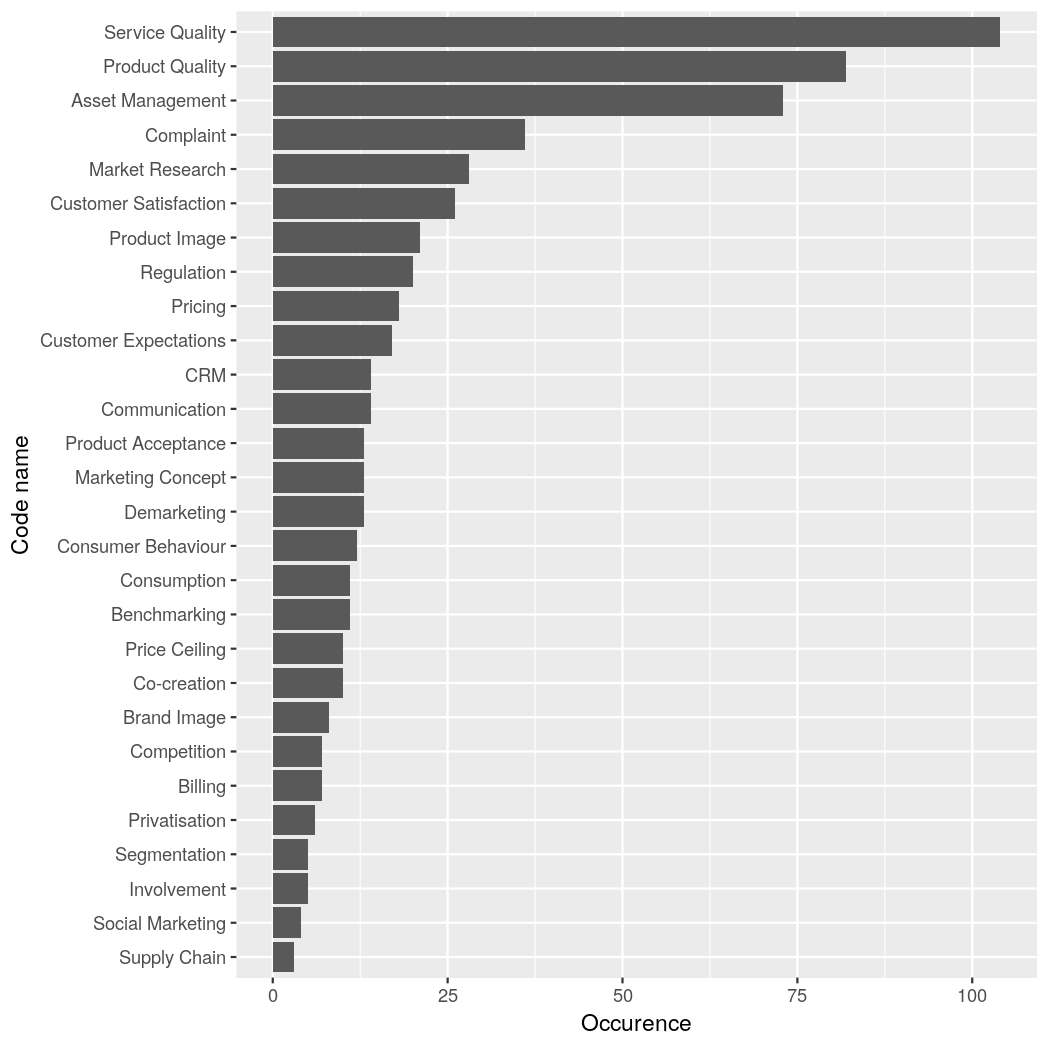 Service Quality
Product Quality
Asset Management
Complaint
Market Research
Customer Satisfaction
Product Image
Regulation
Pricing
Customer Expectations
CRM
Communication
Product Acceptance
Marketing Concept
Demarketing
Consumer Behaviour
Consumption
Benchmarking
Price Ceiling
Co-creation
Brand Image
Competition
Billing
Privatisation
Segmentation
Involvement
Social Marketing
Supply Chain
Code name
0 25 50 75 100
Occurence